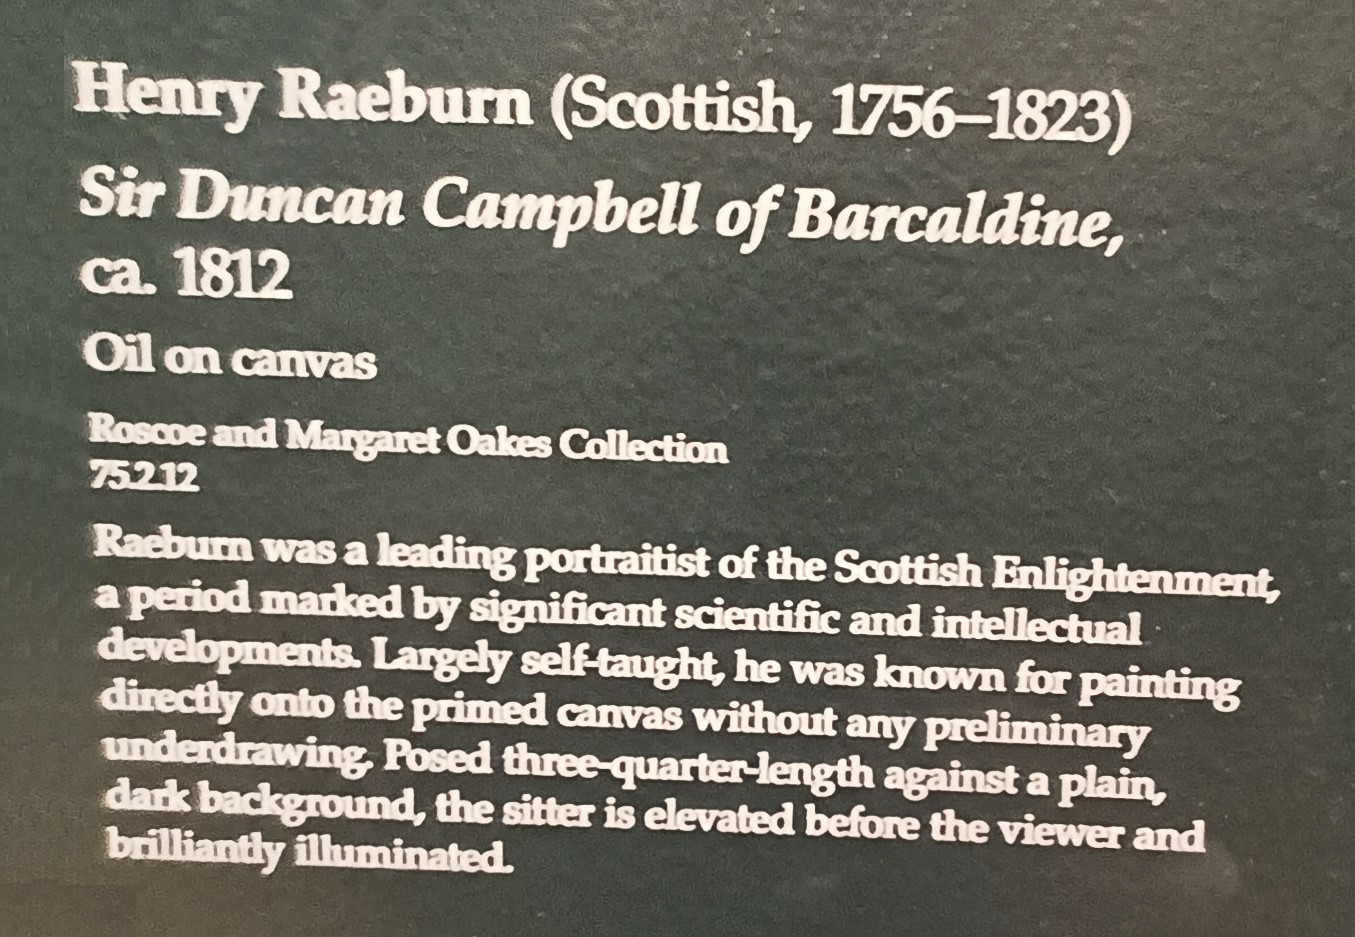 Henry Raeburn (Scottish, 1756–1823)
Sir Duncan Campbell of Barcaldine,
ca. 1812
Oil on canvas
Roscoe and Margaret Oakes Collection
75.2.12
Raeburn was a leading portraitist of the Scottish Enlightenment,
a period marked by significant scientific and intellectual
developments. Largely self-taught, he was known for painting
directly onto the primed canvas without any preliminary
underdrawing. Posed three-quarter-length against a plain,
dark background, the sitter is elevated before the viewer and
brilliantly illuminated.